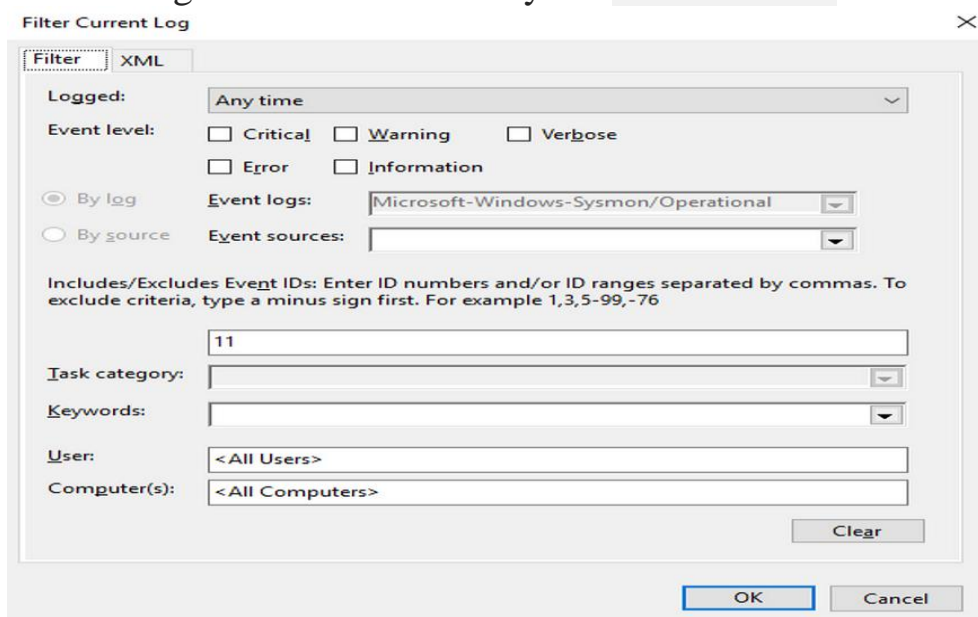 Filter Current Log
Filter XML
Logged: Any time
Event level: Critical Warning Verbose
Error Information
By log Event logs: Microsoft-Windows-Sysmon/Operational
By source Event sources:
Includes/Excludes Event IDs: Enter ID numbers and/or ID ranges separated by commas. To
exclude criteria, type a minus sign first. For example 1,3,5-99,-76
11
Task category:
Keywords:
User: <All Users>
Computer(s): <All Computers>
Clear
OK Cancel